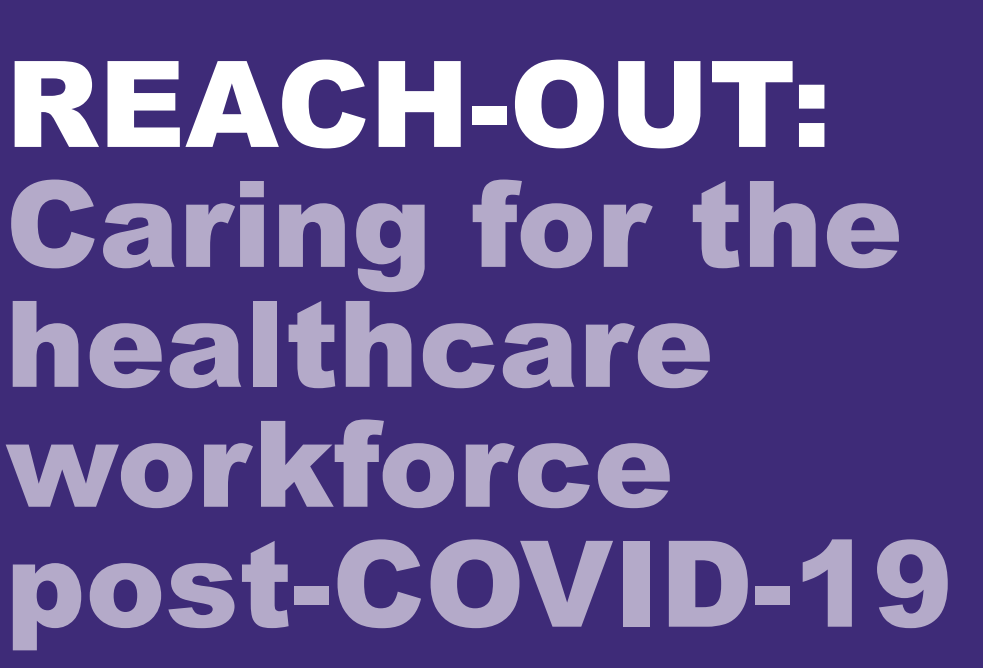 REACH-OUT:
Caring for the
healthcare
workforce
post-COVID-19